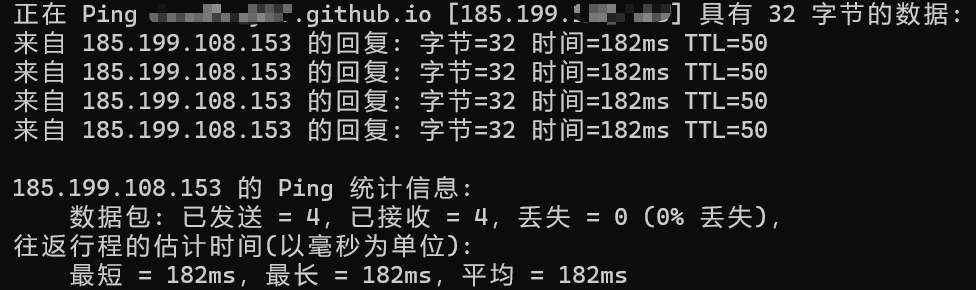 正在 Ping .github.io [185.199.] 具有 32 字节的数据:
来自 185.199.108.153 的回复: 字节=32 时间=182ms TTL=50
来自 185.199.108.153 的回复: 字节=32 时间=182ms TTL=50
来自 185.199.108.153 的回复: 字节=32 时间=182ms TTL=50
来自 185.199.108.153 的回复: 字节=32 时间=182ms TTL=50
185.199.108.153 的 Ping 统计信息:
数据包: 已发送 = 4, 已接收 = 4, 丢失 = 0 (0% 丢失),
往返行程的估计时间(以毫秒为单位):
最短 = 182ms, 最长 = 182ms, 平均 = 182ms